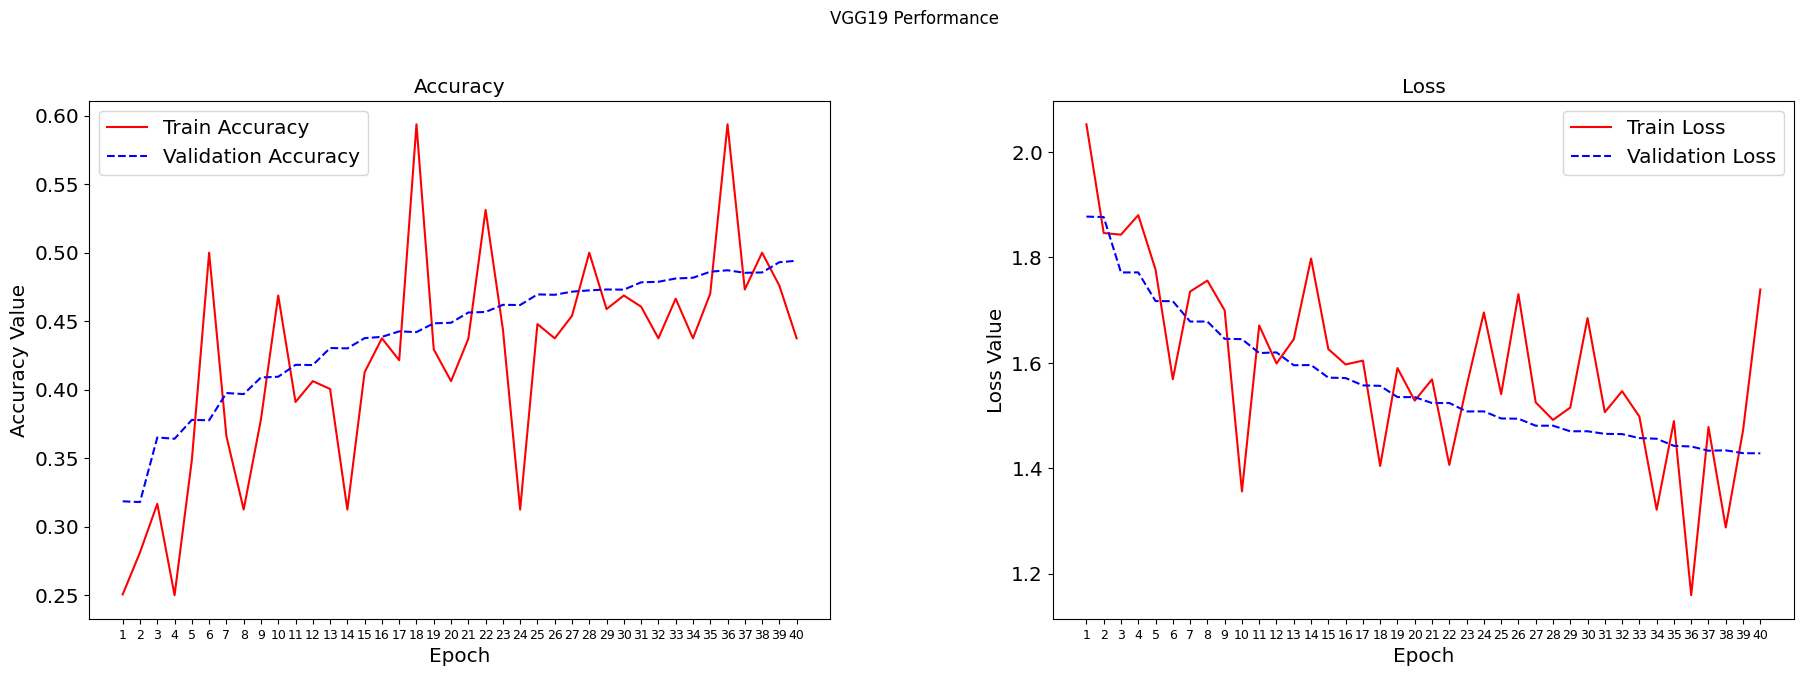 VGG19 Performance
Accuracy
Train Accuracy
Validation Accuracy
Accuracy Value
0.60
0.55
0.50
0.45
0.40
0.35
0.30
0.25
1 2 3 4 5 6 7 8 9 10 11 12 13 14 15 16 17 18 19 20 21 22 23 24 25 26 27 28 29 30 31 32 33 34 35 36 37 38 39 40
Epoch
Loss
Train Loss
Validation Loss
Loss Value
2.0
1.8
1.6
1.4
1.2
1 2 3 4 5 6 7 8 9 10 11 12 13 14 15 16 17 18 19 20 21 22 23 24 25 26 27 28 29 30 31 32 33 34 35 36 37 38 39 40
Epoch